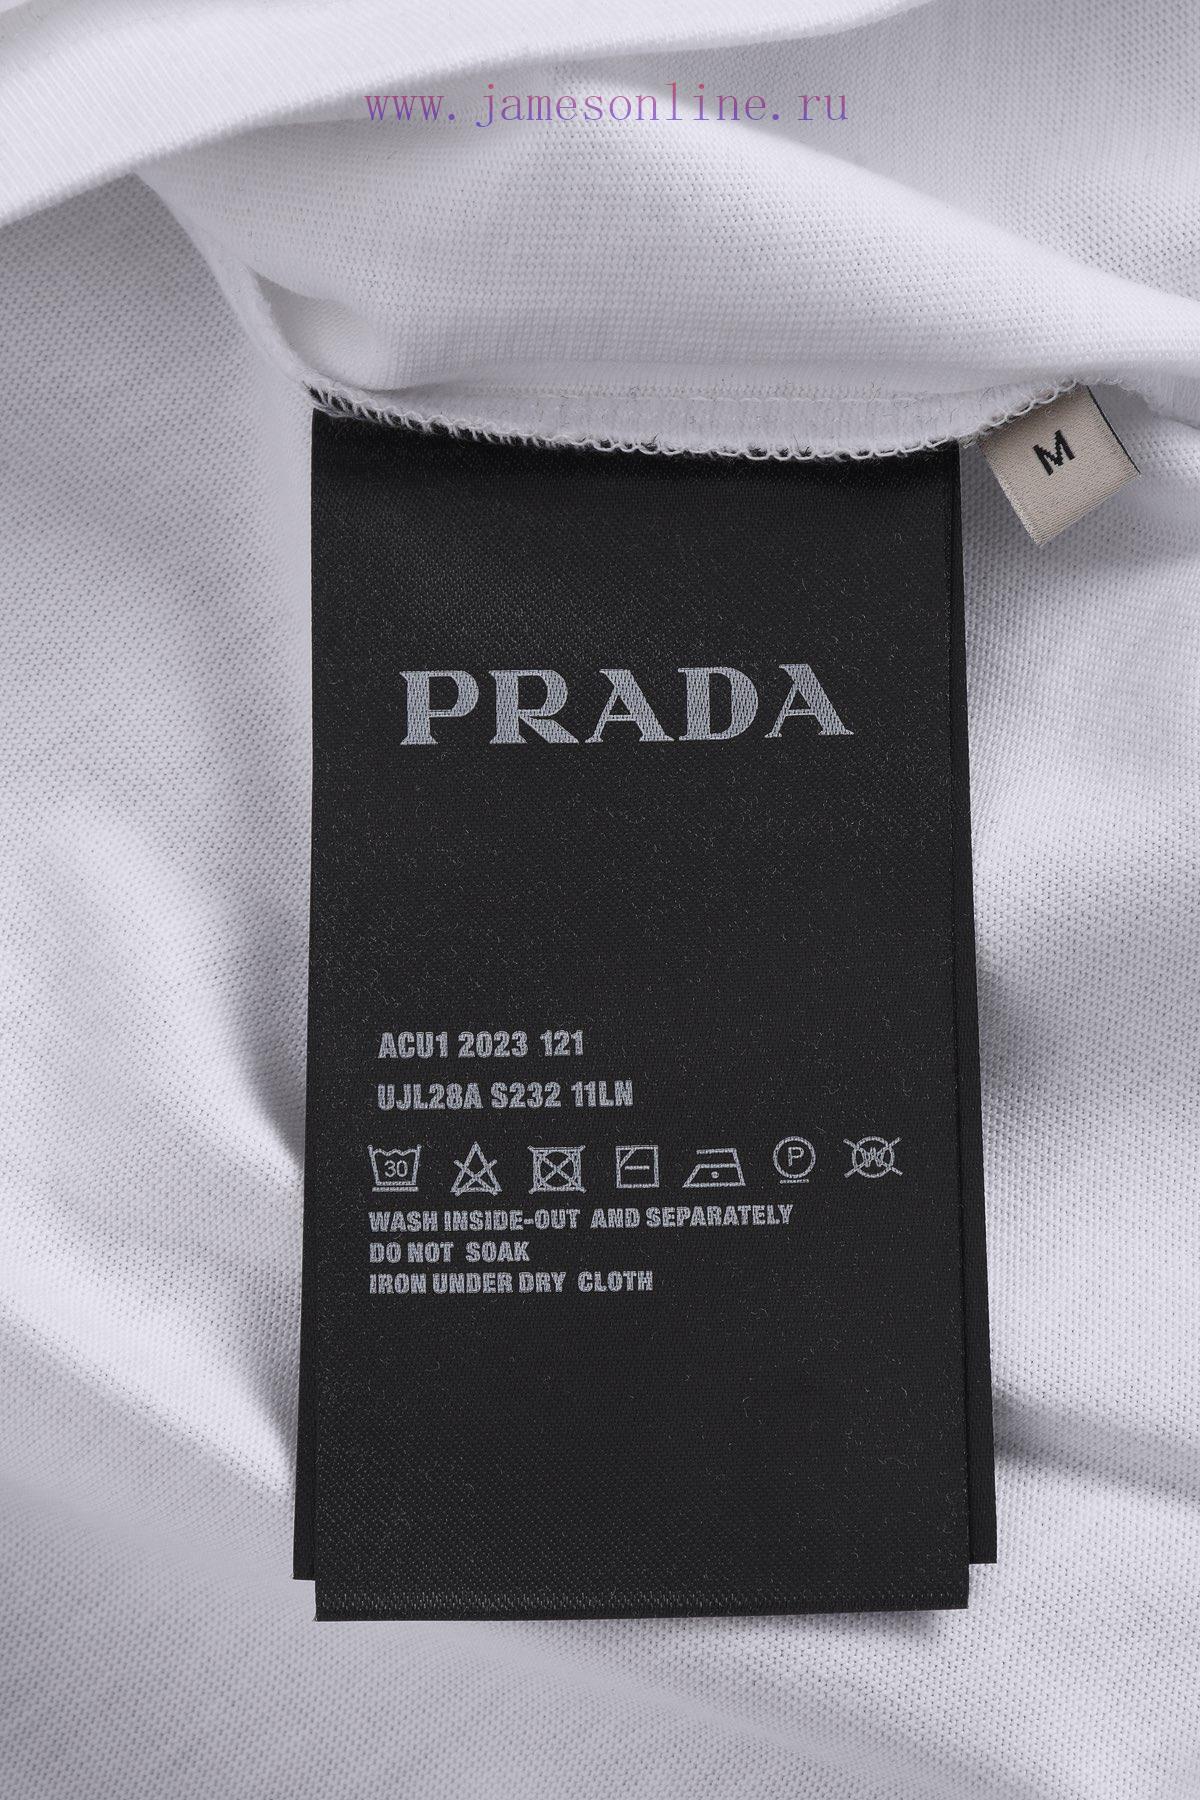 www.jamesonline.ru
M
PRADA
ACU1 2023 121
UJL28A S232 11LN
30
P
W
WASH INSIDE-OUT AND SEPARATELY
DO NOT SOAK
IRON UNDER DRY CLOTH